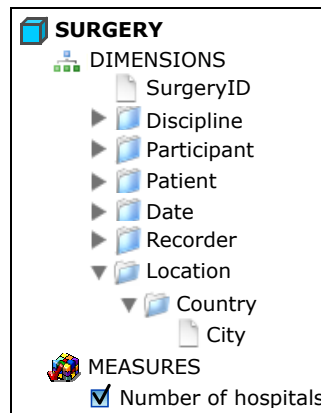 SURGERY
DIMENSIONS
SurgeryID
Discipline
Participant
Patient
Date
Recorder
Location
Country
City
MEASURES
Number of hospitals